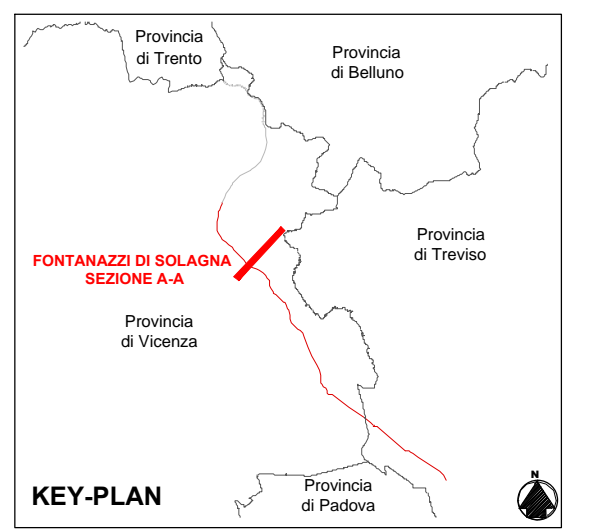 Provincia
di Trento
Provincia
di Belluno
Provincia
di Treviso
FONTANAZZI DI SOLAGNA
SEZIONE A-A
Provincia
di Vicenza
KEY-PLAN
Provincia
di Padova
N